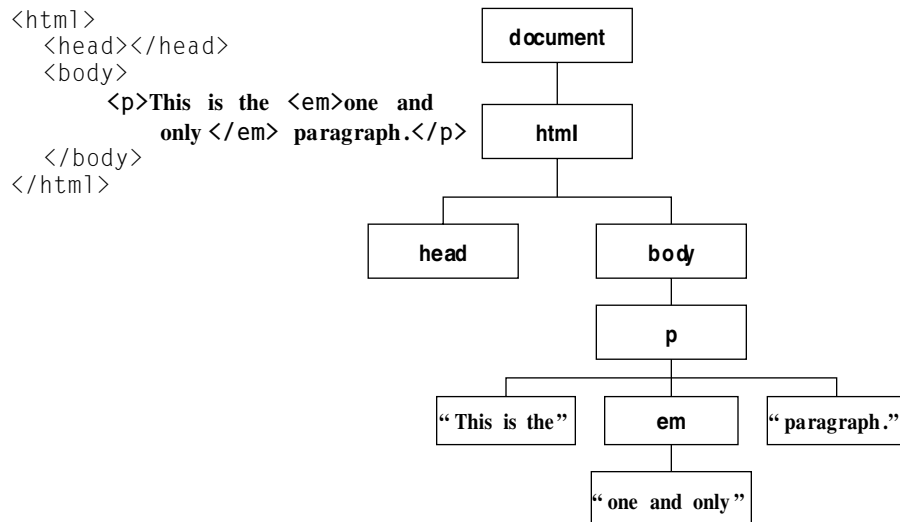 <html>
<head></head>
<body>
<p>This is the <em>one and
only</em> paragraph.</p>
</body>
</html>
document
html
head
body
p
“This is the”
em
“paragraph.”
“one and only”